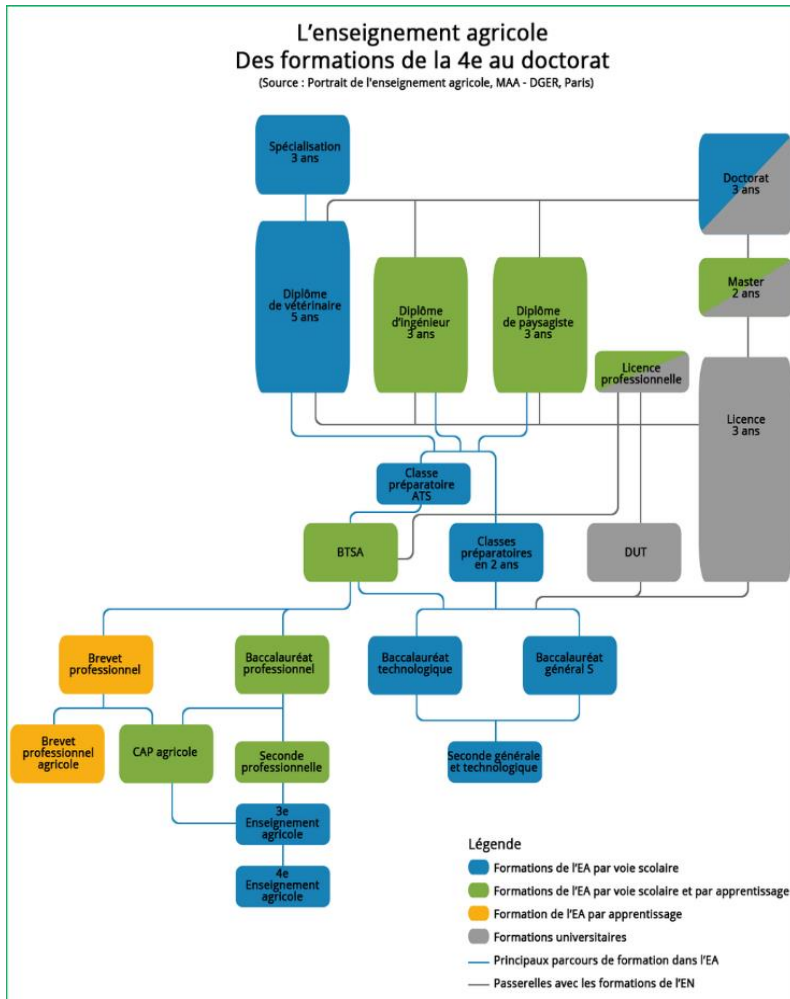 L'enseignement agricole
Des formations de la 4e au doctorat
(Source : Portrait de l'enseignement agricole, MAA - DGER, Paris)
Spécialisation
3 ans
Doctorat
3 ans
Diplôme
de vétérinaire
5 ans
Diplôme
d'ingénieur
3 ans
Diplôme
de paysagiste
3 ans
Master
2 ans
Licence
professionnelle
Licence
3 ans
Classe
préparatoire
ATS
BTSA
Classes
préparatoires
en 2 ans
DUT
Brevet
professionnel
Baccalauréat
professionnel
Baccalauréat
technologique
Baccalauréat
général S
Brevet
professionnel
agricole
CAP agricole
Seconde
professionnelle
Seconde générale
et technologique
3e
Enseignement
agricole
4e
Enseignement
agricole
Légende
Formations de l'EA par voie scolaire
Formations de l'EA par voie scolaire et par apprentissage
Formation de l'EA par apprentissage
Formations universitaires
Principaux parcours de formation dans l'EA
Passerelles avec les formations de l'EN